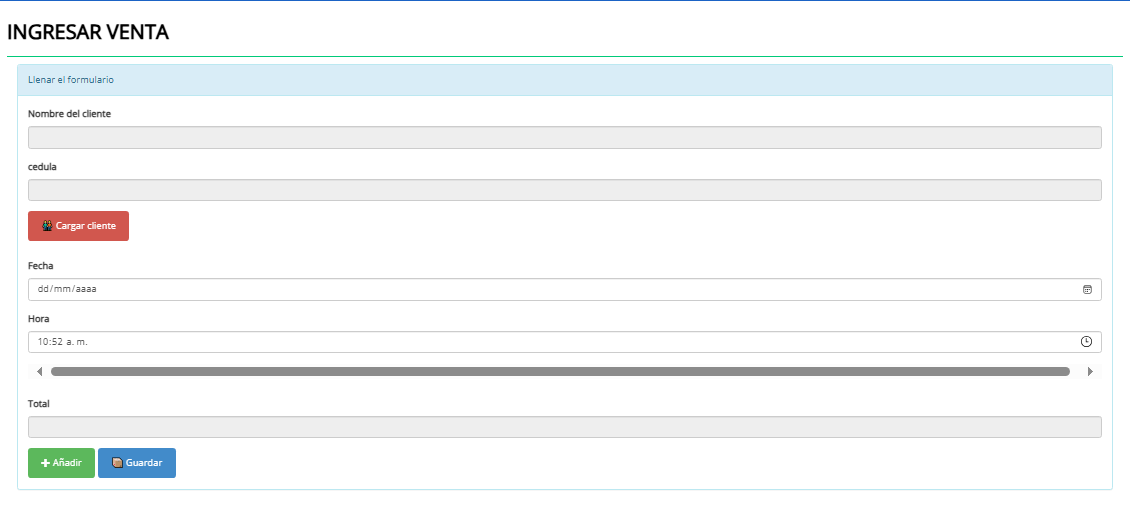 INGRESAR VENTA
Llenar el formulario
Nombre del cliente
cedula
Cargar cliente
Fecha
dd/mm/aaaa
Hora
10:52 a. m.
Total
Añadir Guardar